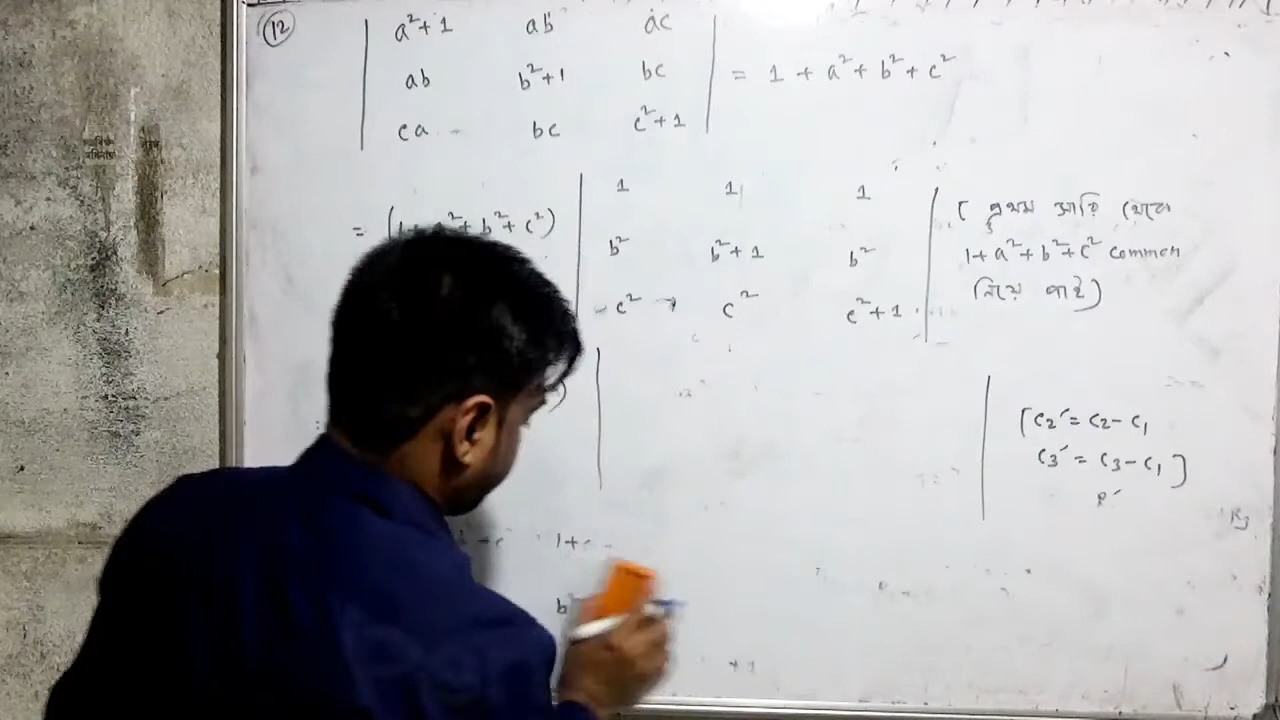 (12) | a²+1 ab ac |
| ab b²+1 bc | = 1 + a² + b² + c²
| ca bc c²+1 |
| 1 1 1 | [ প্রথম সারি থেকে
= (1 + a² + b² + c²) | b² b²+1 b² | 1+a²+b²+c² common
| c² c² c²+1 | নিয়ে পাই)
[c₂′ = c₂ - c₁
c₃′ = c₃ - c₁]